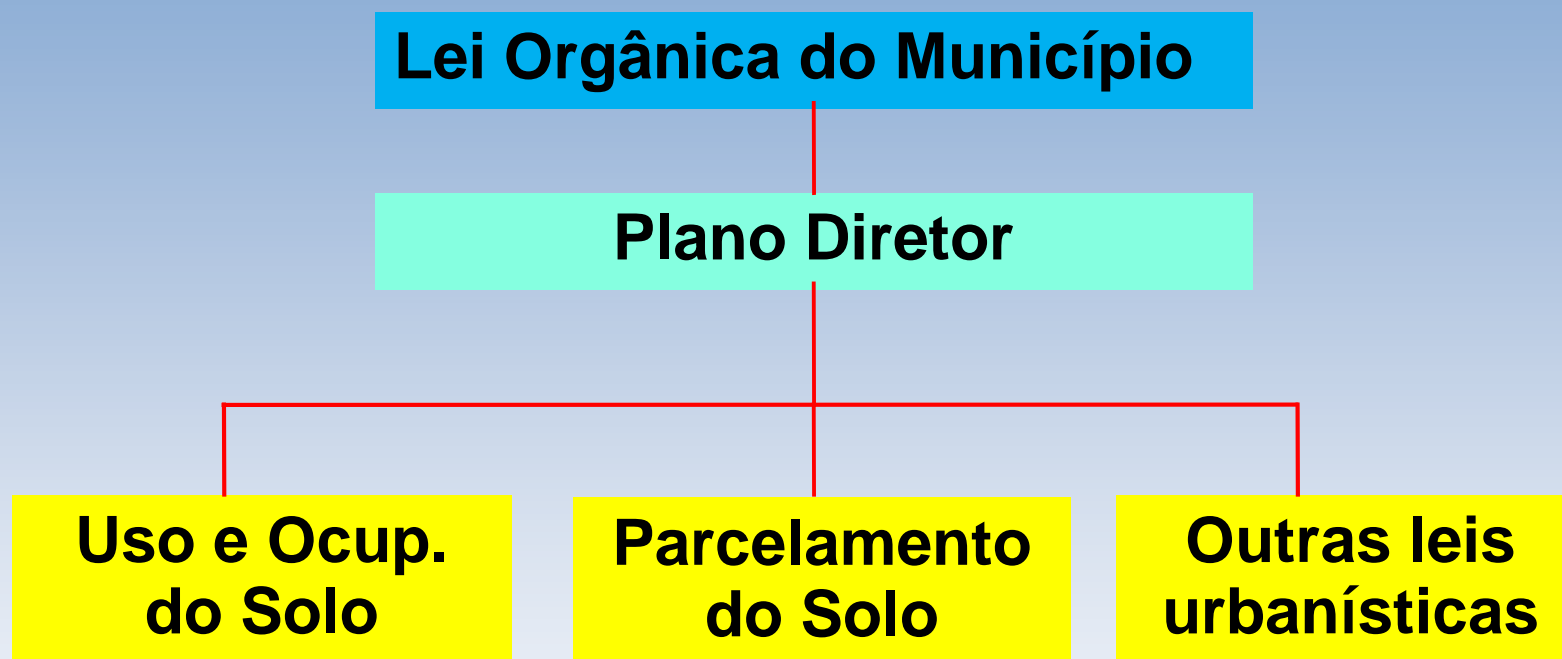 Lei Orgânica do Município
Plano Diretor
Uso e Ocup.
do Solo
Parcelamento
do Solo
Outras leis
urbanísticas